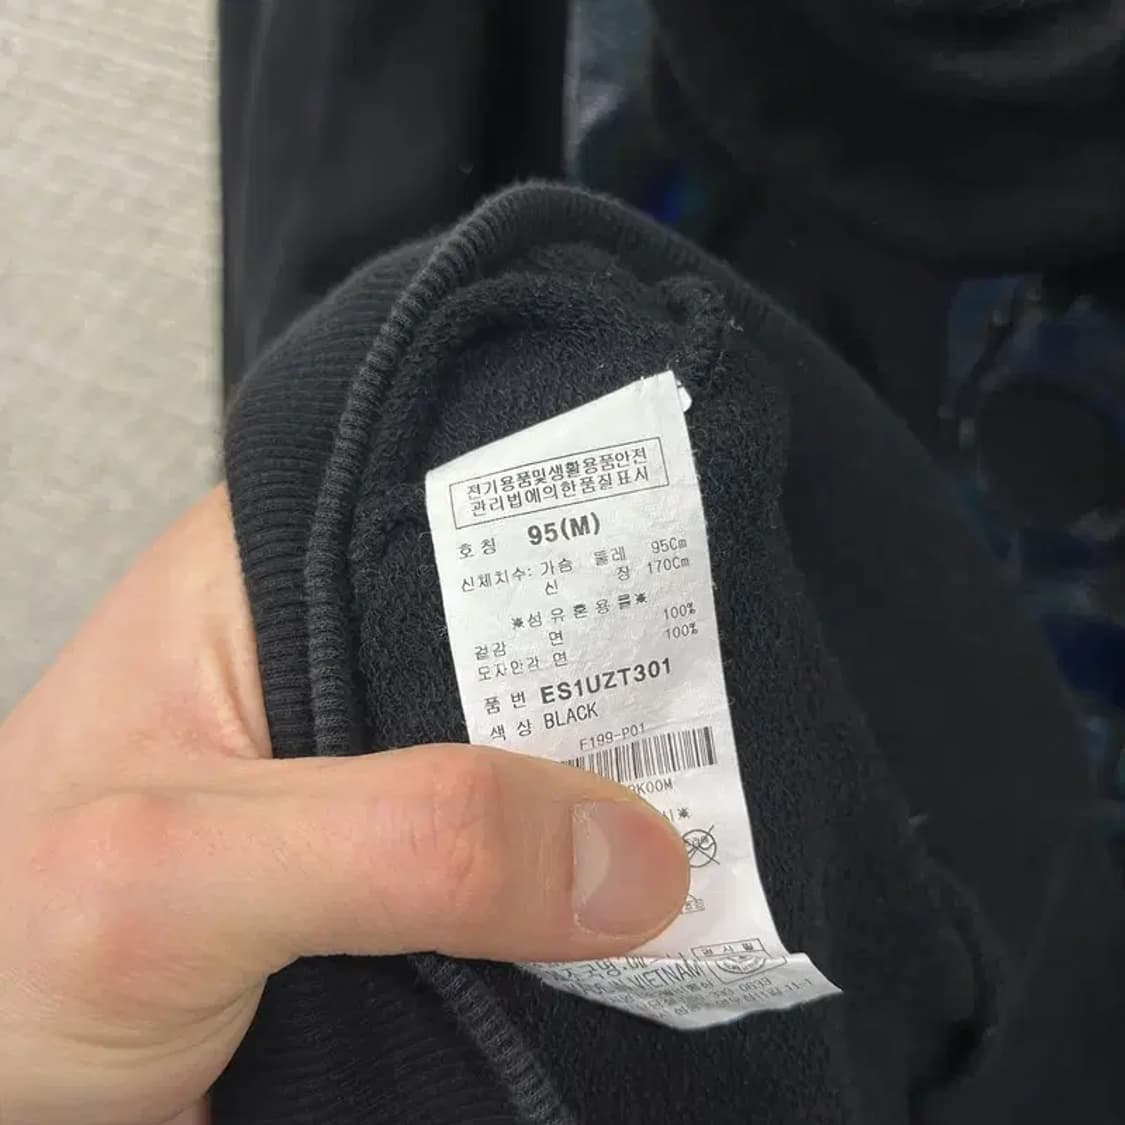 전기용품및생활용품안전
관리법에의한품질표시
호칭 95(M)
신체치수: 가슴 둘레 95Cm
신 장 170Cm
※섬유혼용률※
겉감 면 100%
모자안감 면 100%
품번 ES1UZT301
색상 BLACK
F199-P01
K00M
VIETNAM